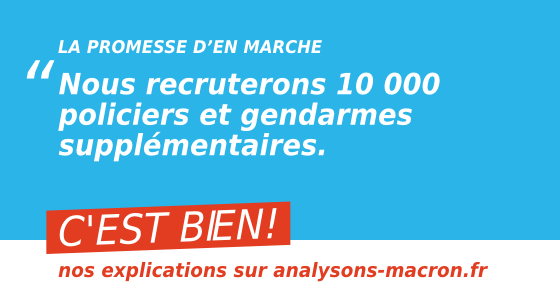 LA PROMESSE D’EN MARCHE
“ Nous recruterons 10 000
policiers et gendarmes
supplémentaires.
C'EST BIEN!
nos explications sur analysons-macron.fr